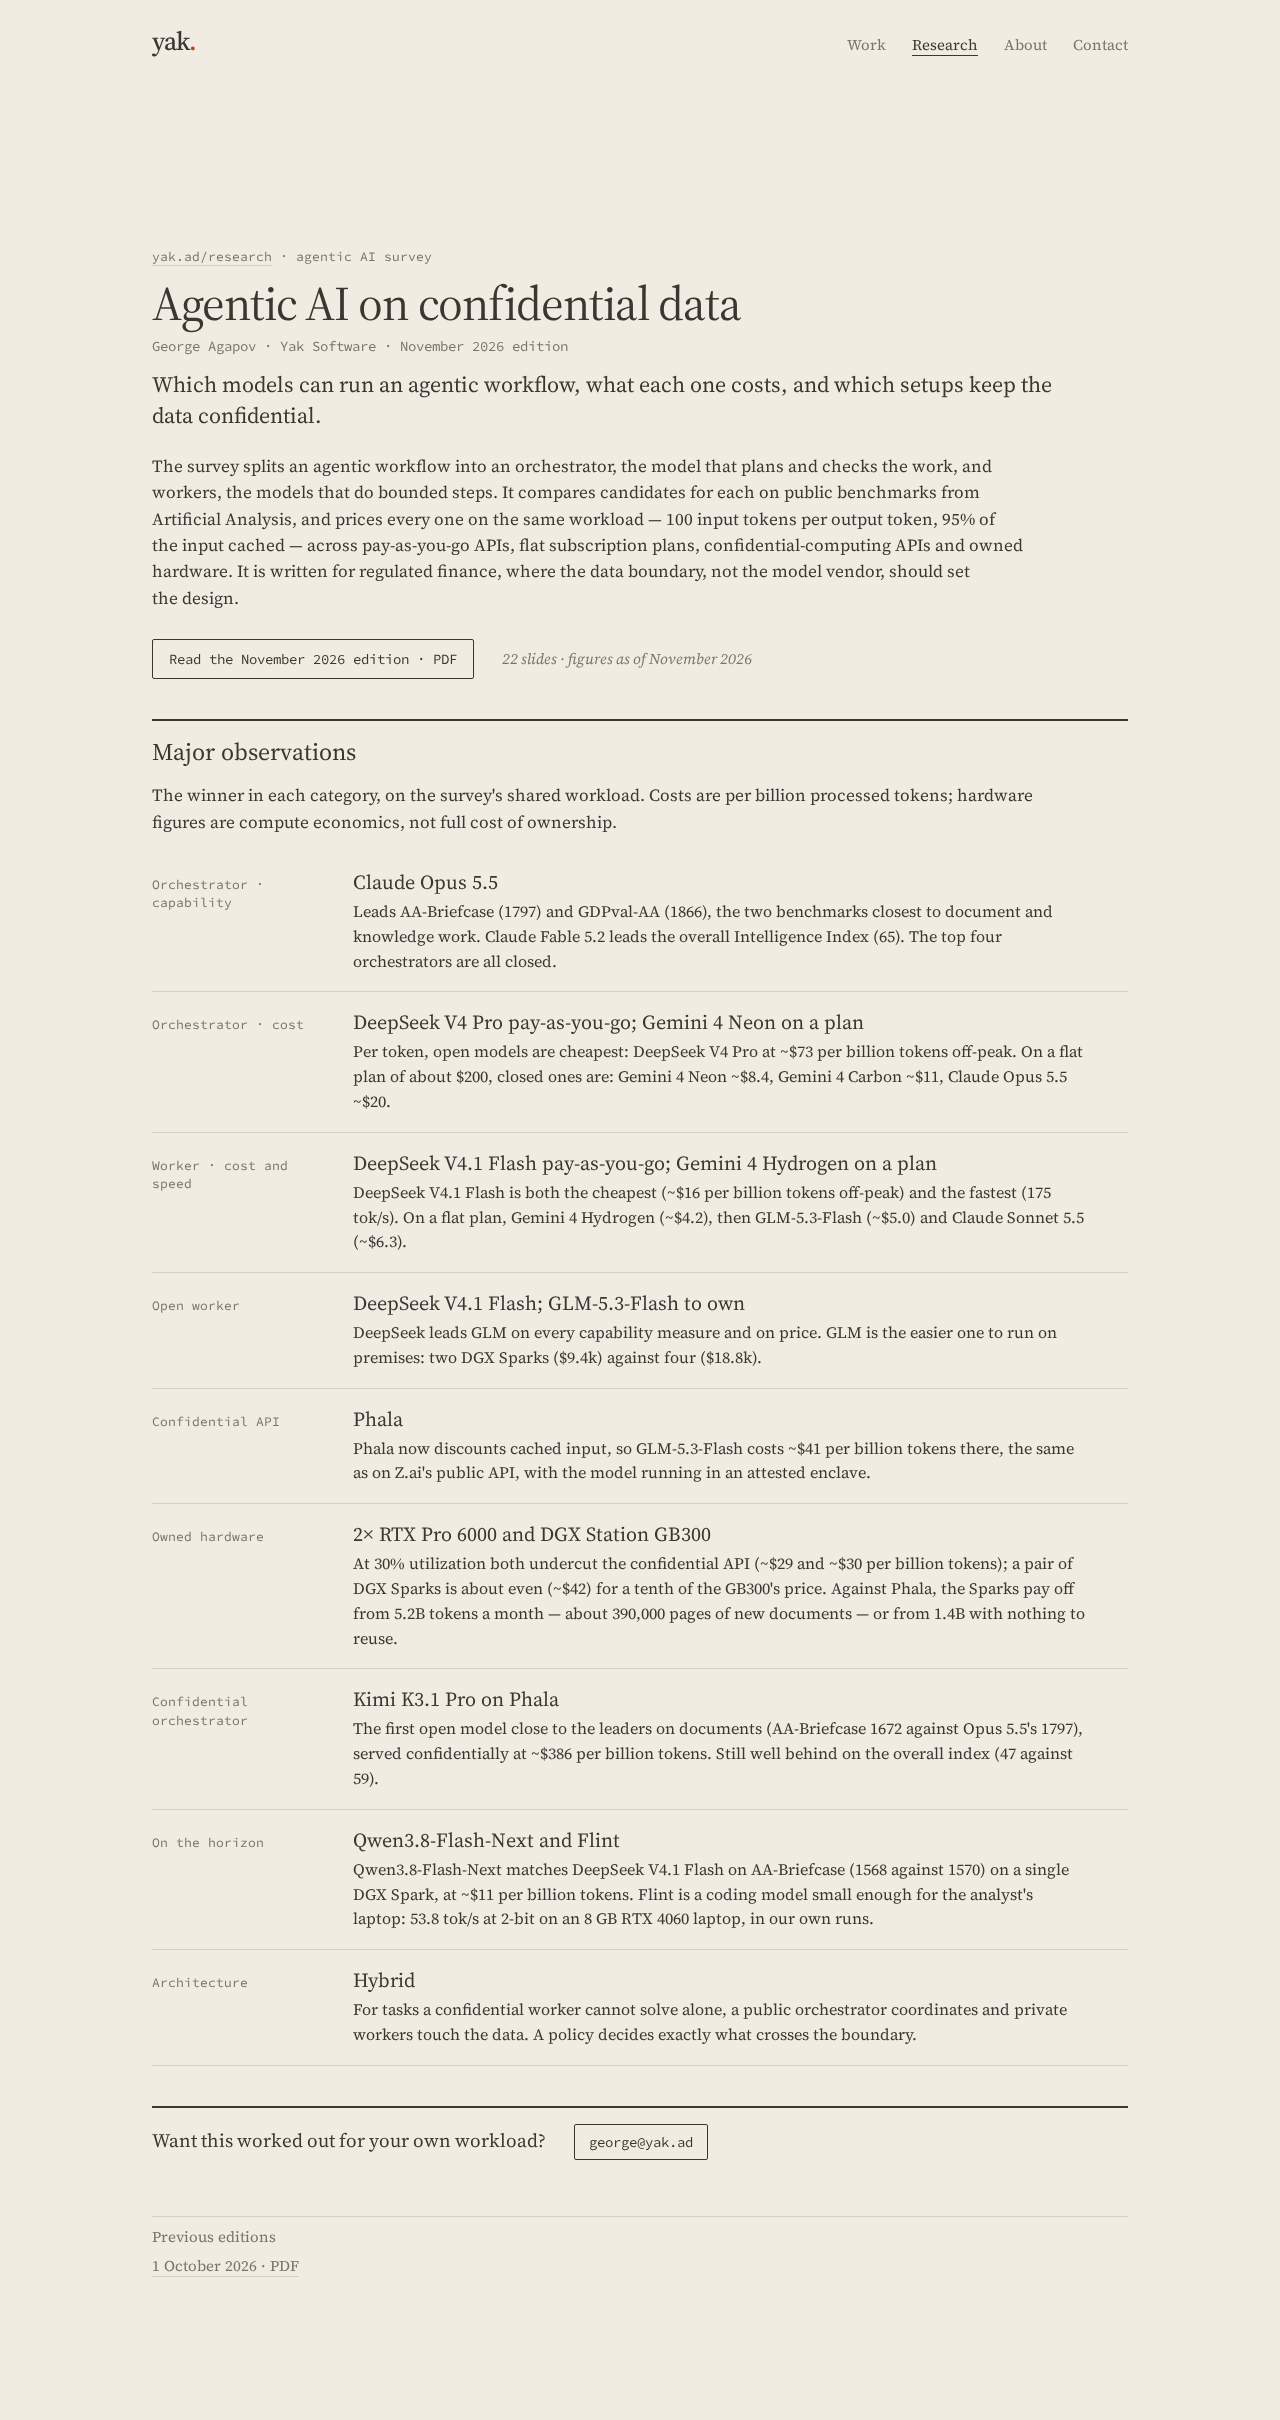 yak.
Work Research About Contact
yak.ad/research · agentic AI survey
Agentic AI on confidential data
George Agapov · Yak Software · November 2026 edition
Which models can run an agentic workflow, what each one costs, and which setups keep the
data confidential.
The survey splits an agentic workflow into an orchestrator, the model that plans and checks the work, and
workers, the models that do bounded steps. It compares candidates for each on public benchmarks from
Artificial Analysis, and prices every one on the same workload — 100 input tokens per output token, 95% of
the input cached — across pay-as-you-go APIs, flat subscription plans, confidential-computing APIs and owned
hardware. It is written for regulated finance, where the data boundary, not the model vendor, should set
the design.
Read the November 2026 edition · PDF
22 slides · figures as of November 2026
Major observations
The winner in each category, on the survey's shared workload. Costs are per billion processed tokens; hardware
figures are compute economics, not full cost of ownership.
Orchestrator ·
capability
Claude Opus 5.5
Leads AA-Briefcase (1797) and GDPval-AA (1866), the two benchmarks closest to document and
knowledge work. Claude Fable 5.2 leads the overall Intelligence Index (65). The top four
orchestrators are all closed.
Orchestrator · cost
DeepSeek V4 Pro pay-as-you-go; Gemini 4 Neon on a plan
Per token, open models are cheapest: DeepSeek V4 Pro at ~$73 per billion tokens off-peak. On a flat
plan of about $200, closed ones are: Gemini 4 Neon ~$8.4, Gemini 4 Carbon ~$11, Claude Opus 5.5
~$20.
Worker · cost and
speed
DeepSeek V4.1 Flash pay-as-you-go; Gemini 4 Hydrogen on a plan
DeepSeek V4.1 Flash is both the cheapest (~$16 per billion tokens off-peak) and the fastest (175
tok/s). On a flat plan, Gemini 4 Hydrogen (~$4.2), then GLM-5.3-Flash (~$5.0) and Claude Sonnet 5.5
(~$6.3).
Open worker
DeepSeek V4.1 Flash; GLM-5.3-Flash to own
DeepSeek leads GLM on every capability measure and on price. GLM is the easier one to run on
premises: two DGX Sparks ($9.4k) against four ($18.8k).
Confidential API
Phala
Phala now discounts cached input, so GLM-5.3-Flash costs ~$41 per billion tokens there, the same
as on Z.ai's public API, with the model running in an attested enclave.
Owned hardware
2× RTX Pro 6000 and DGX Station GB300
At 30% utilization both undercut the confidential API (~$29 and ~$30 per billion tokens); a pair of
DGX Sparks is about even (~$42) for a tenth of the GB300's price. Against Phala, the Sparks pay off
from 5.2B tokens a month — about 390,000 pages of new documents — or from 1.4B with nothing to
reuse.
Confidential
orchestrator
Kimi K3.1 Pro on Phala
The first open model close to the leaders on documents (AA-Briefcase 1672 against Opus 5.5's 1797),
served confidentially at ~$386 per billion tokens. Still well behind on the overall index (47 against
59).
On the horizon
Qwen3.8-Flash-Next and Flint
Qwen3.8-Flash-Next matches DeepSeek V4.1 Flash on AA-Briefcase (1568 against 1570) on a single
DGX Spark, at ~$11 per billion tokens. Flint is a coding model small enough for the analyst's
laptop: 53.8 tok/s at 2-bit on an 8 GB RTX 4060 laptop, in our own runs.
Architecture
Hybrid
For tasks a confidential worker cannot solve alone, a public orchestrator coordinates and private
workers touch the data. A policy decides exactly what crosses the boundary.
Want this worked out for your own workload?
george@yak.ad
Previous editions
1 October 2026 · PDF